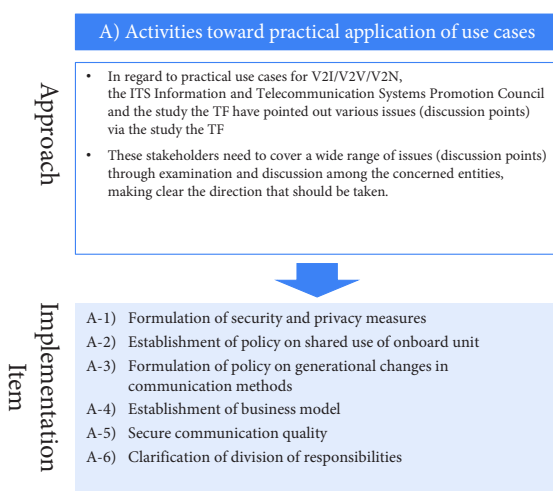 A) Activities toward practical application of use cases
Approach
• In regard to practical use cases for V2I/V2V/V2N,
the ITS Information and Telecommunication Systems Promotion Council
and the study the TF have pointed out various issues (discussion points)
via the study the TF
• These stakeholders need to cover a wide range of issues (discussion points)
through examination and discussion among the concerned entities,
making clear the direction that should be taken.
Implementation
Item
A-1) Formulation of security and privacy measures
A-2) Establishment of policy on shared use of onboard unit
A-3) Formulation of policy on generational changes in
communication methods
A-4) Establishment of business model
A-5) Secure communication quality
A-6) Clarification of division of responsibilities